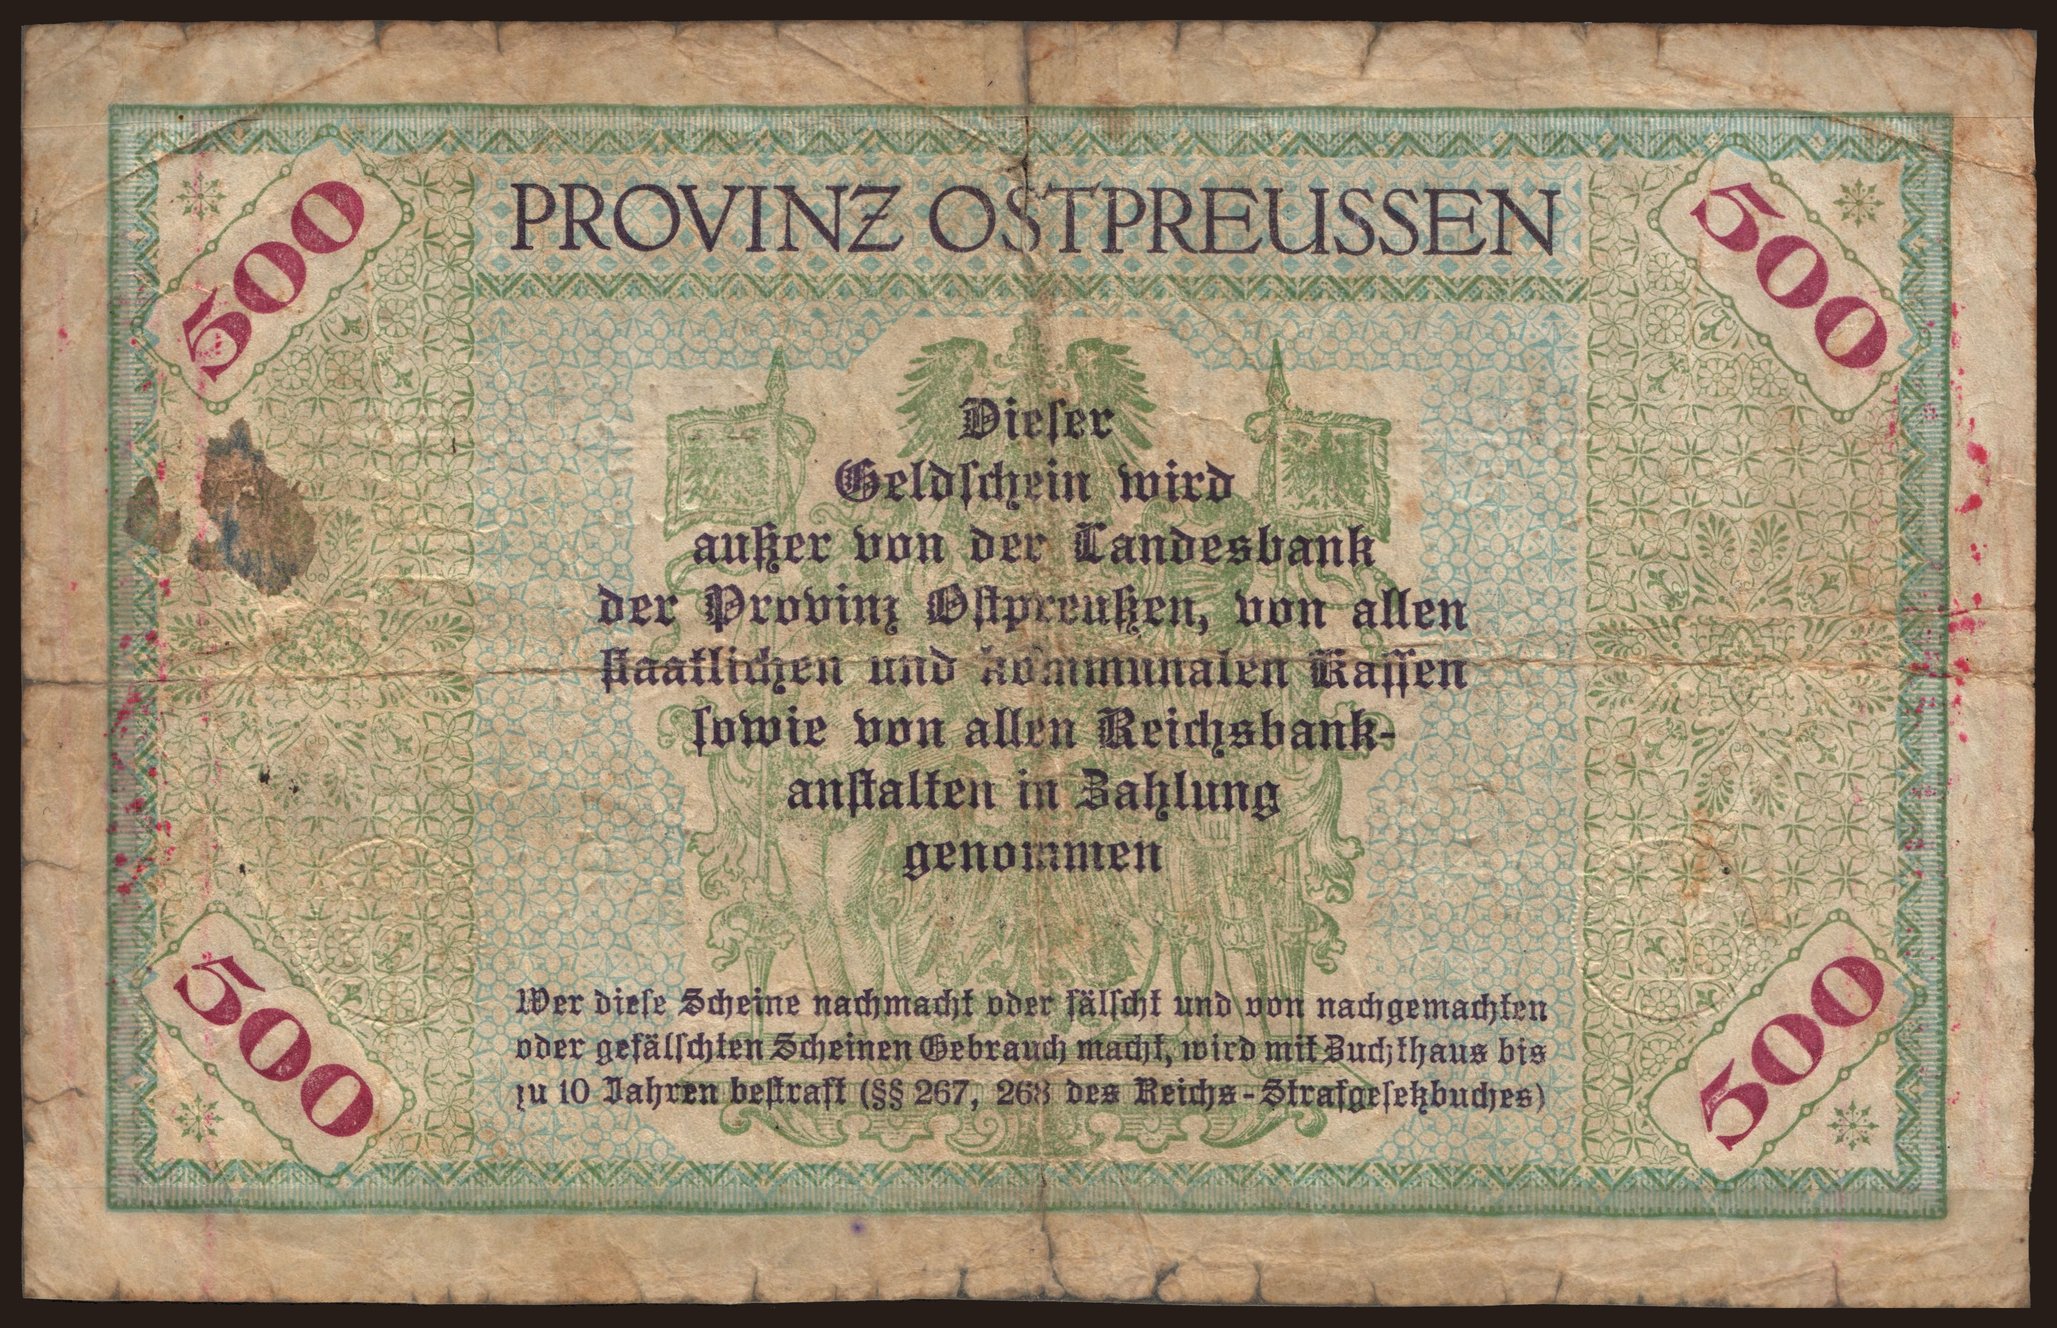 500
500
PROVINZ OSTPREUSSEN
Dieser
Geldschein wird
außer von der Landesbank
der Provinz Ostpreußen, von allen
staatlichen und kommunalen Kassen
sowie von allen Reichsbank-
anstalten in Zahlung
genommen
Wer diese Scheine nachmacht oder fälscht und von nachgemachten
oder gefälschten Scheinen Gebrauch macht, wird mit Zuchthaus bis
zu 10 Jahren bestraft (§§ 267, 268 des Reichs-Strafgesetzbuches)
500
500